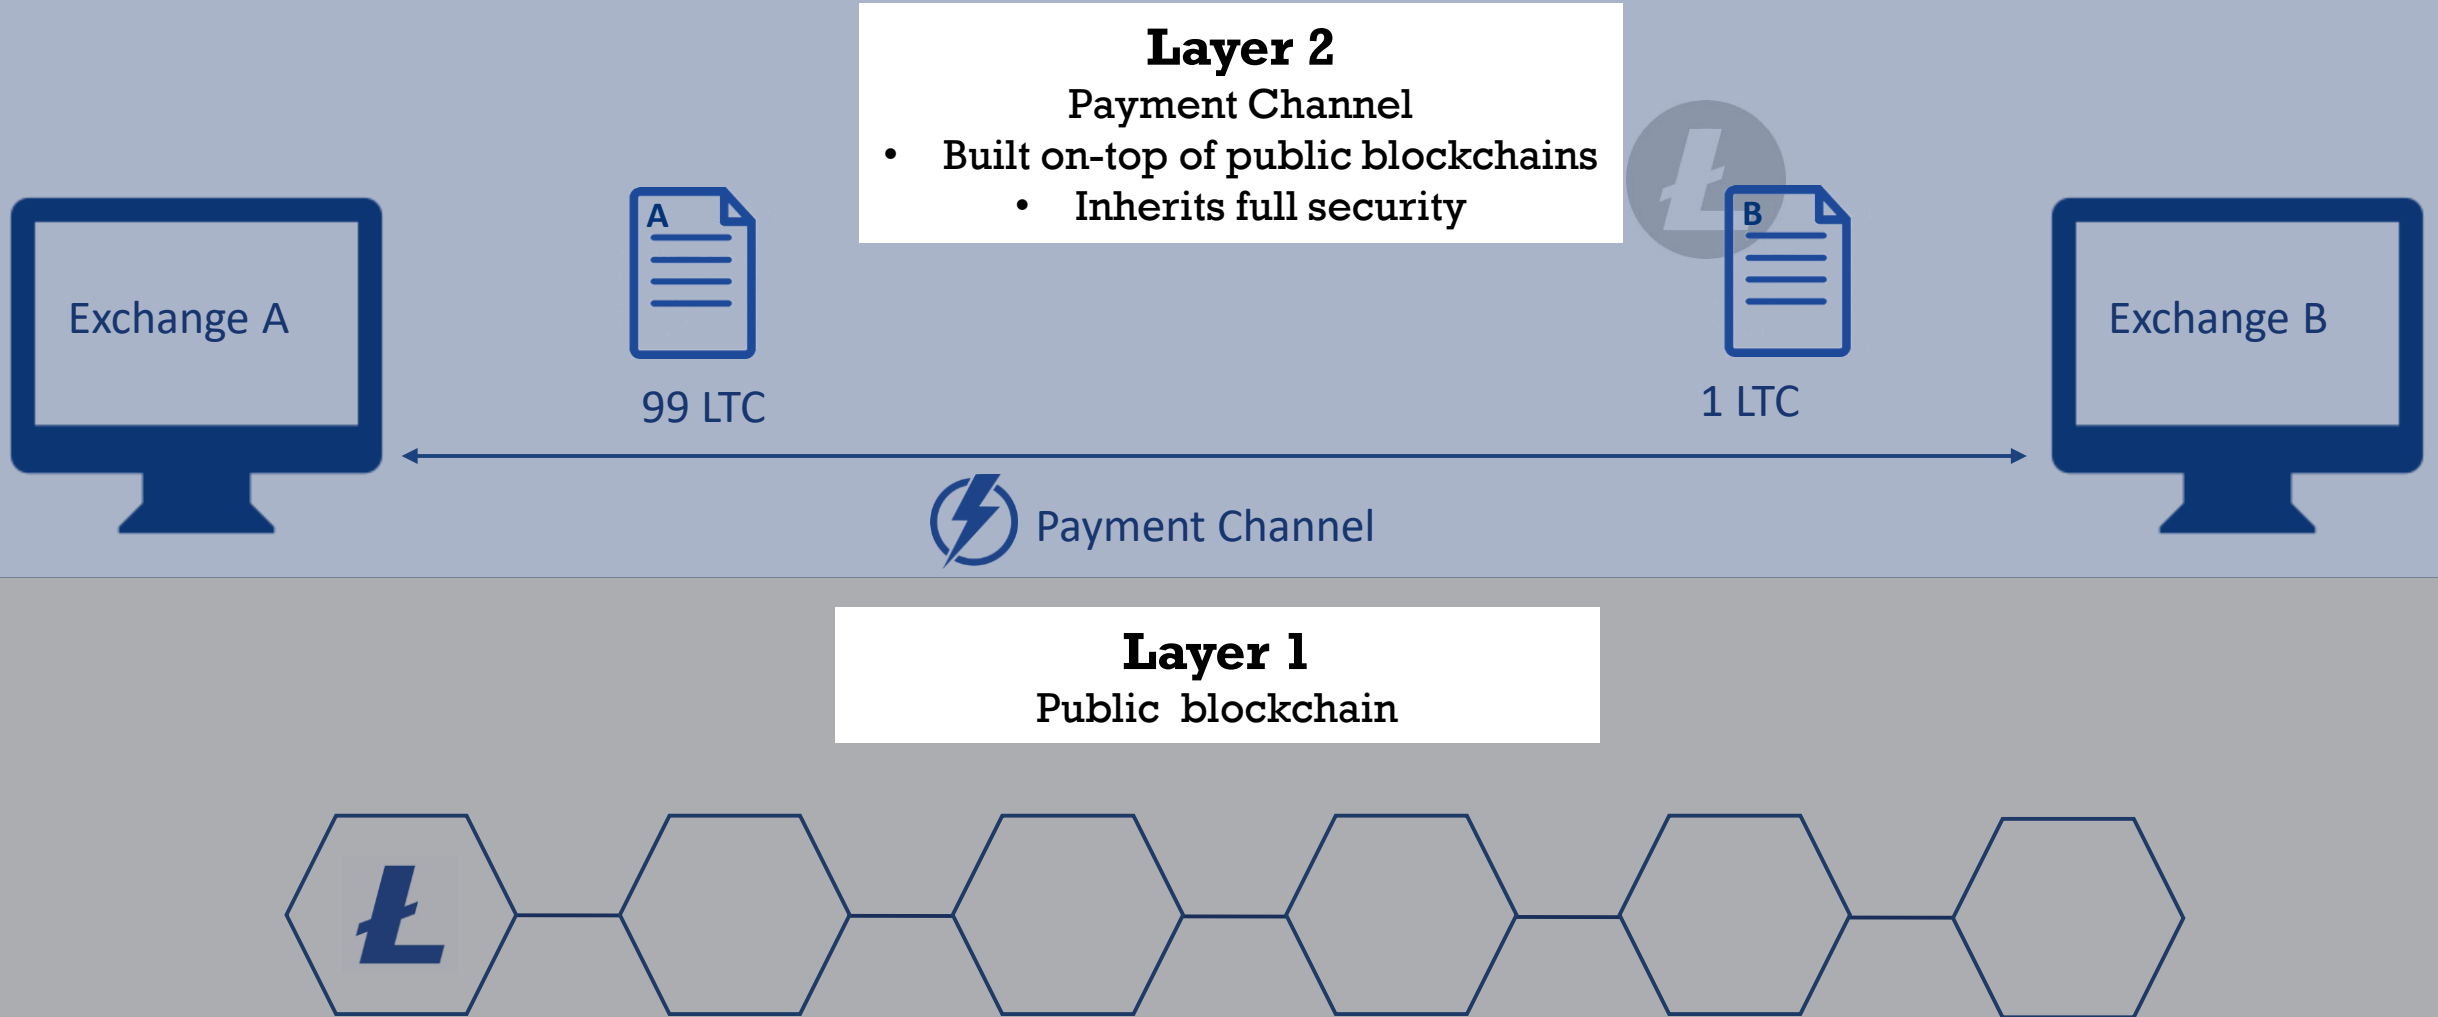 Layer 2
Payment Channel
• Built on-top of public blockchains
• Inherits full security
A
B
Exchange A
Exchange B
99 LTC
1 LTC
Payment Channel
Layer 1
Public blockchain